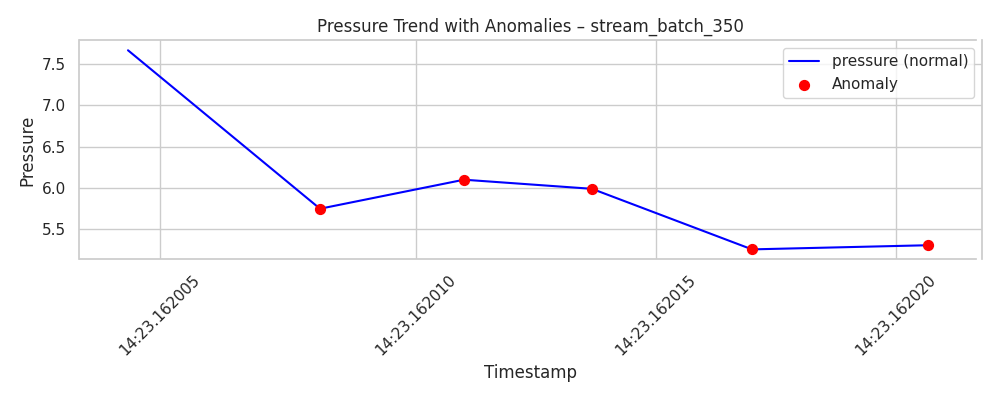 Pressure Trend with Anomalies – stream_batch_350
pressure (normal)
Anomaly
Pressure
7.5
7.0
6.5
6.0
5.5
14:23.162005
14:23.162010
14:23.162015
14:23.162020
Timestamp